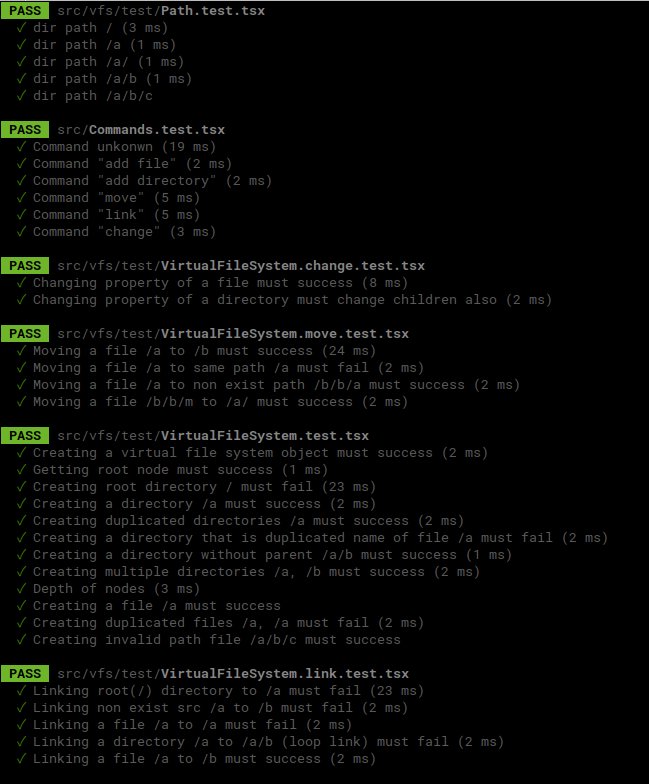 PASS src/vfs/test/Path.test.tsx
✓ dir path / (3 ms)
✓ dir path /a (1 ms)
✓ dir path /a/ (1 ms)
✓ dir path /a/b (1 ms)
✓ dir path /a/b/c
PASS src/Commands.test.tsx
✓ Command unkonwn (19 ms)
✓ Command "add file" (2 ms)
✓ Command "add directory" (2 ms)
✓ Command "move" (5 ms)
✓ Command "link" (5 ms)
✓ Command "change" (3 ms)
PASS src/vfs/test/VirtualFileSystem.change.test.tsx
✓ Changing property of a file must success (8 ms)
✓ Changing property of a directory must change children also (2 ms)
PASS src/vfs/test/VirtualFileSystem.move.test.tsx
✓ Moving a file /a to /b must success (24 ms)
✓ Moving a file /a to same path /a must fail (2 ms)
✓ Moving a file /a to non exist path /b/b/a must success (2 ms)
✓ Moving a file /b/b/m to /a/ must success (2 ms)
PASS src/vfs/test/VirtualFileSystem.test.tsx
✓ Creating a virtual file system object must success (2 ms)
✓ Getting root node must success (1 ms)
✓ Creating root directory / must fail (23 ms)
✓ Creating a directory /a must success (2 ms)
✓ Creating duplicated directories /a must success (2 ms)
✓ Creating a directory that is duplicated name of file /a must fail (2 ms)
✓ Creating a directory without parent /a/b must success (1 ms)
✓ Creating multiple directories /a, /b must success (2 ms)
✓ Depth of nodes (3 ms)
✓ Creating a file /a must success
✓ Creating duplicated files /a, /a must fail (2 ms)
✓ Creating invalid path file /a/b/c must success
PASS src/vfs/test/VirtualFileSystem.link.test.tsx
✓ Linking root(/) directory to /a must fail (23 ms)
✓ Linking non exist src /a to /b must fail (2 ms)
✓ Linking a file /a to /a must fail (2 ms)
✓ Linking a directory /a to /a/b (loop link) must fail (2 ms)
✓ Linking a file /a to /b must success (2 ms)